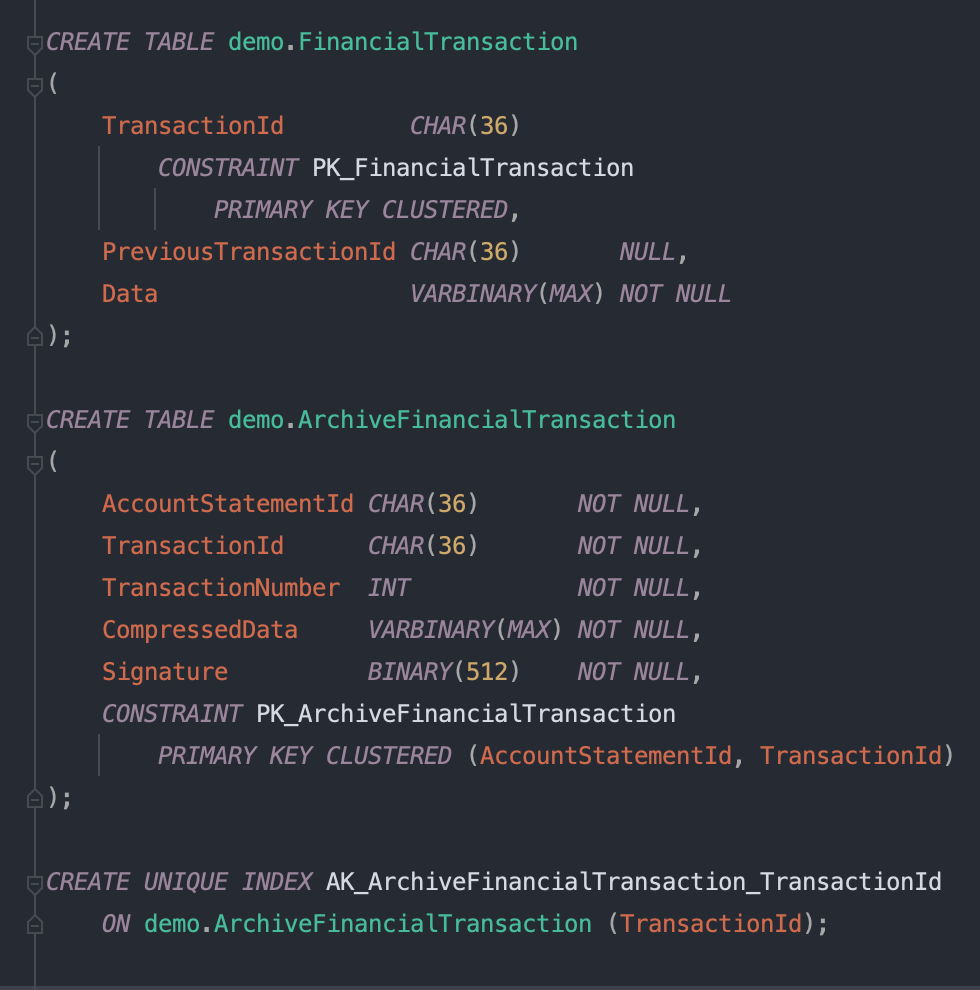 CREATE TABLE demo.FinancialTransaction
(
    TransactionId         CHAR(36)
        CONSTRAINT PK_FinancialTransaction
            PRIMARY KEY CLUSTERED,
    PreviousTransactionId CHAR(36)       NULL,
    Data                  VARBINARY(MAX) NOT NULL
);

CREATE TABLE demo.ArchiveFinancialTransaction
(
    AccountStatementId CHAR(36)       NOT NULL,
    TransactionId      CHAR(36)       NOT NULL,
    TransactionNumber  INT            NOT NULL,
    CompressedData     VARBINARY(MAX) NOT NULL,
    Signature          BINARY(512)    NOT NULL,
    CONSTRAINT PK_ArchiveFinancialTransaction
        PRIMARY KEY CLUSTERED (AccountStatementId, TransactionId)
);

CREATE UNIQUE INDEX AK_ArchiveFinancialTransaction_TransactionId
    ON demo.ArchiveFinancialTransaction (TransactionId);